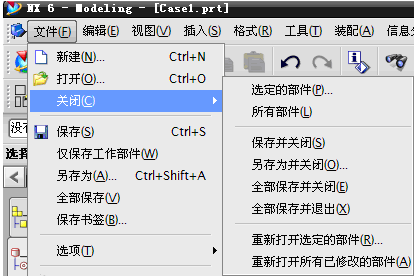 NX 6 - Modeling - [Case1.prt]
文件(F) 编辑(E) 视图(V) 插入(S) 格式(R) 工具(T) 装配(A) 信息
新建(N)... Ctrl+N
打开(O)... Ctrl+O
关闭(C)
保存(S) Ctrl+S
仅保存工作部件(W)
另存为(A)... Ctrl+Shift+A
全部保存(V)
保存书签(B)...
选项(T)
选定的部件(P)...
所有部件(L)
保存并关闭(S)
另存为并关闭(O)...
全部保存并关闭(E)
全部保存并退出(X)
重新打开选定的部件(R)...
重新打开所有已修改的部件(A)
没
选择